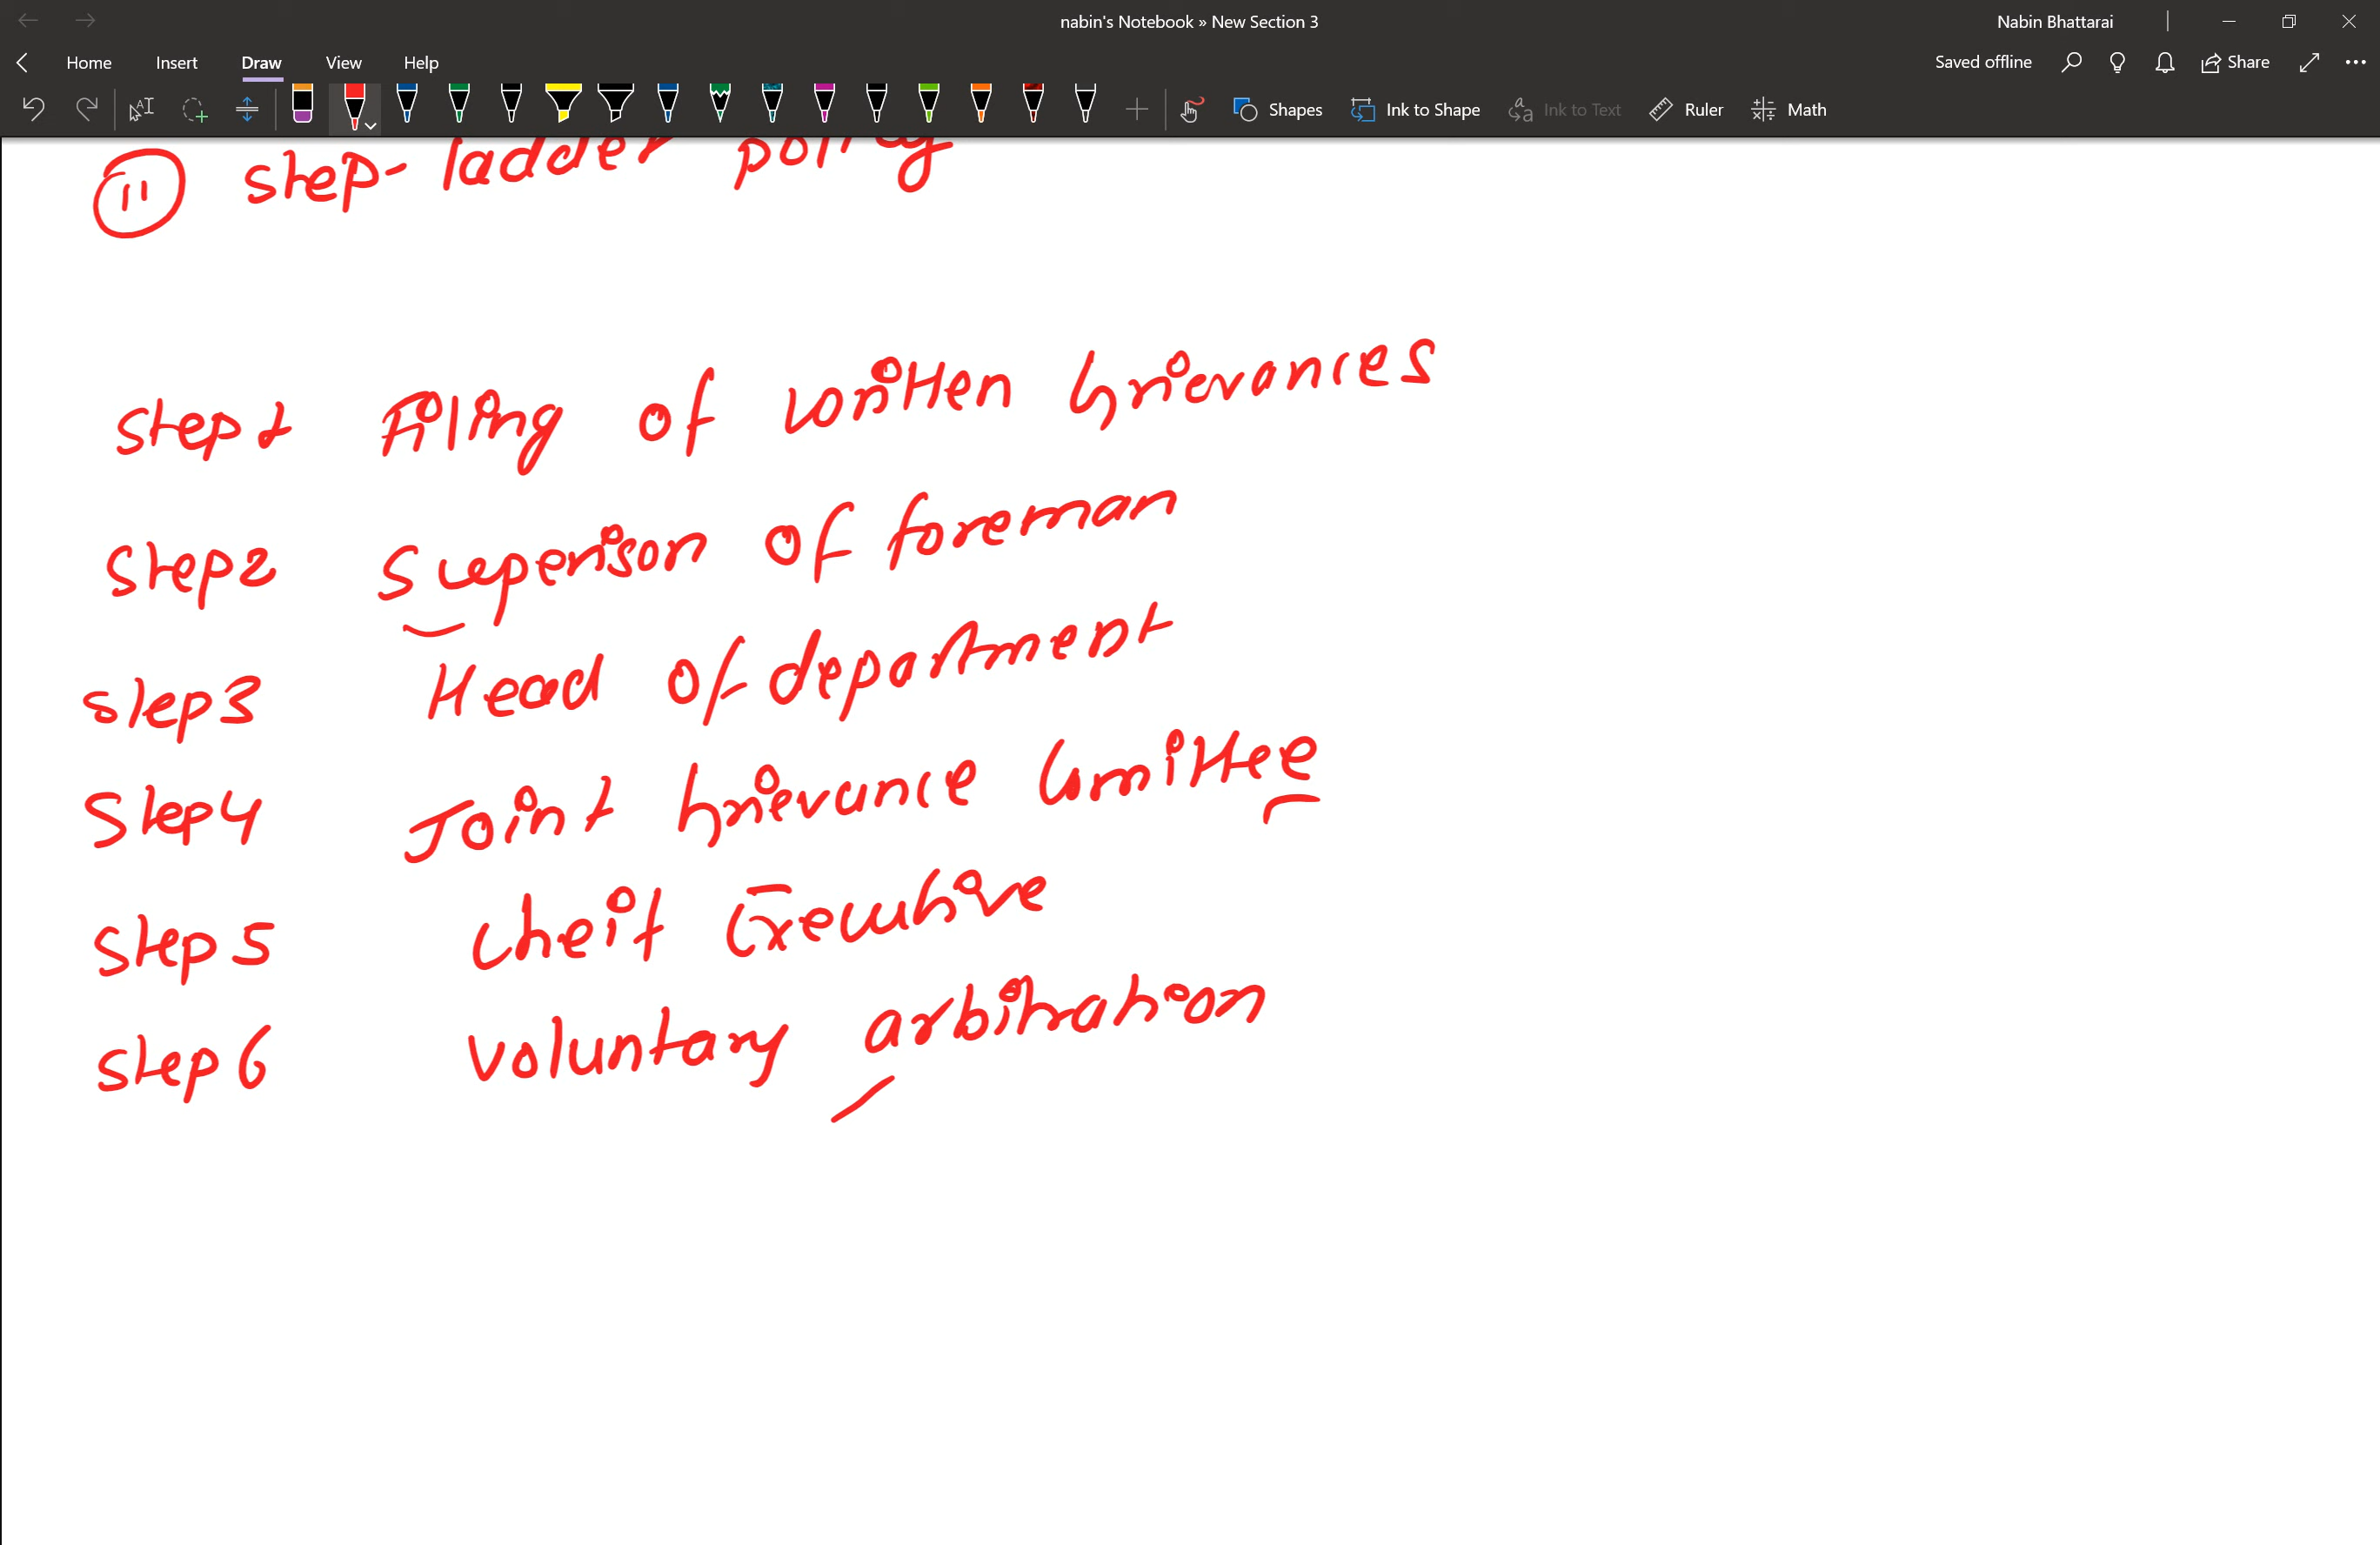 nabin's Notebook » New Section 3
Nabin Bhattarai
Home Insert Draw View Help
Saved offline
Share
Shapes Ink to Shape Ink to Text Ruler Math
11 step-ladder policy
step 1 Filing of written Grievances
step 2 Superison of foreman
step 3 Head of department
Step 4 Joint Grievance Comittee
step 5 cheif Executive
step 6 voluntary arbitration